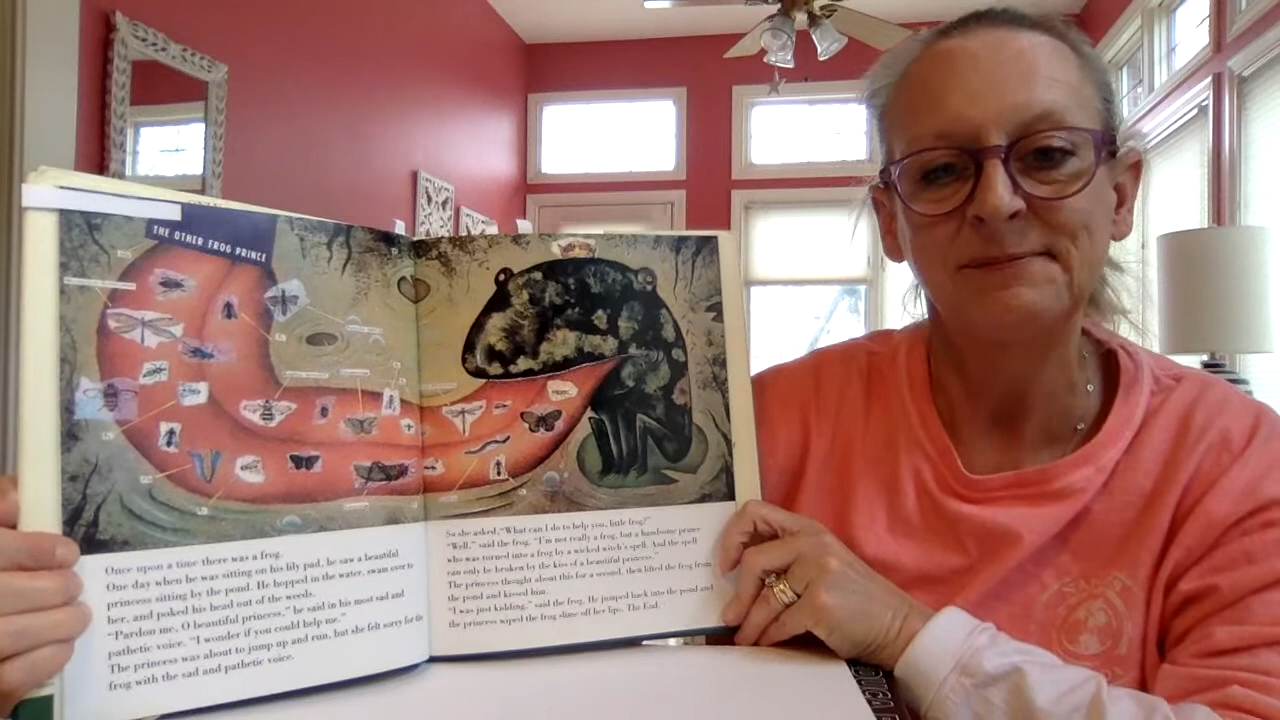 THE OTHER FROG PRINCE
Once upon a time there was a frog.
One day when he was sitting on his lily pad, he saw a beautiful
princess sitting by the pond. He hopped in the water, swam over to
her, and poked his head out of the weeds.
"Pardon me, O beautiful princess," he said in his most sad and
pathetic voice. "I wonder if you could help me."
The princess was about to jump up and run, but she felt sorry for the
frog with the sad and pathetic voice.
So she asked, "What can I do to help you, little frog?"
"Well," said the frog. "I'm not really a frog, but a handsome prince
who was turned into a frog by a wicked witch's spell. And the spell
can only be broken by the kiss of a beautiful princess."
The princess thought about this for a second, then lifted the frog from
the pond and kissed him.
"I was just kidding," said the frog. He jumped back into the pond and
the princess wiped the frog slime off her lips. The End.